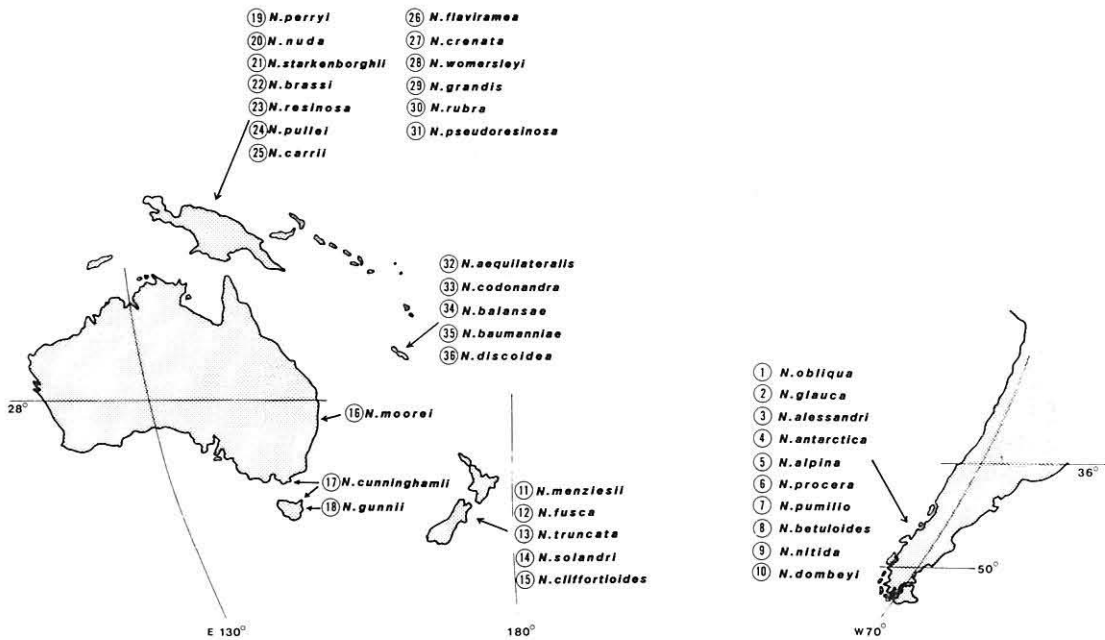 ⑲ N.perryi
⑳ N.nuda
㉑ N.starkenborghii
㉒ N.brassi
㉓ N.resinosa
㉔ N.pullei
㉕ N.carrii
㉖ N.flaviramea
㉗ N.crenata
㉘ N.womersleyi
㉙ N.grandis
㉚ N.rubra
㉛ N.pseudoresinosa
㉜ N.aequilateralis
㉝ N.codonandra
㉞ N.balansae
㉟ N.baumanniae
㊱ N.discoidea
28°
⑯ N.moorei
⑰ N.cunninghamii
⑱ N.gunnii
⑪ N.menziesii
⑫ N.fusca
⑬ N.truncata
⑭ N.solandri
⑮ N.cliffortioides
① N.obliqua
② N.glauca
③ N.alessandri
④ N.antarctica
⑤ N.alpina
⑥ N.procera
⑦ N.pumilio
⑧ N.betuloides
⑨ N.nitida
⑩ N.dombeyi
36°
50°
E 130°
180°
W70°